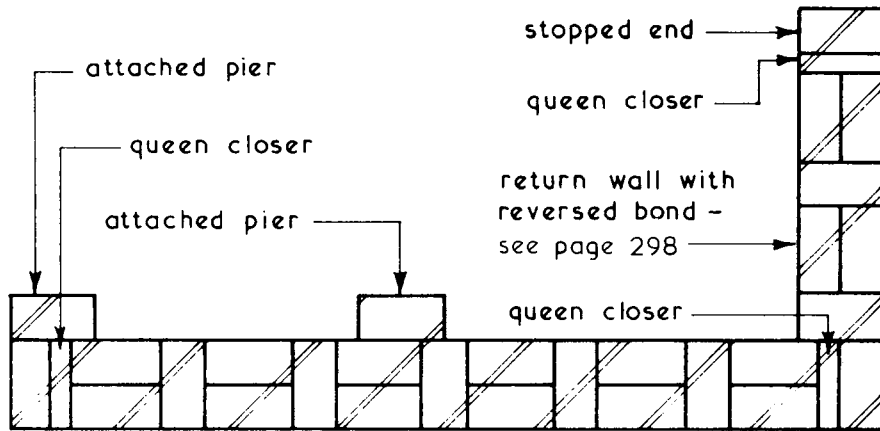 stopped end
attached pier
queen closer
queen closer
return wall with
reversed bond –
see page 298
attached pier
queen closer